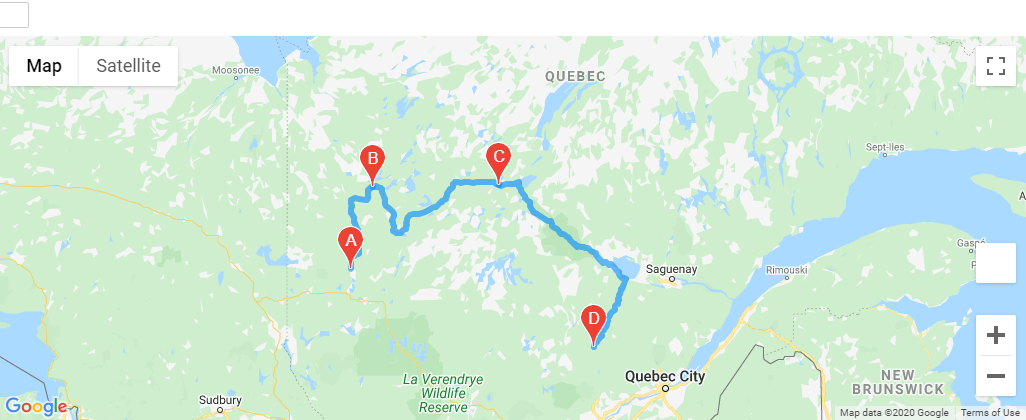 Map
Satellite
Moosonee
QUEBEC
Sept-Iles
B
C
A
Gasp
P
Saguenay
Rimouski
D
Quebec City
La Verendrye
Wildlife
Reserve
NEW
BRUNSWICK
Sudbury
Google
Map data ©2020 Google
Terms of Use